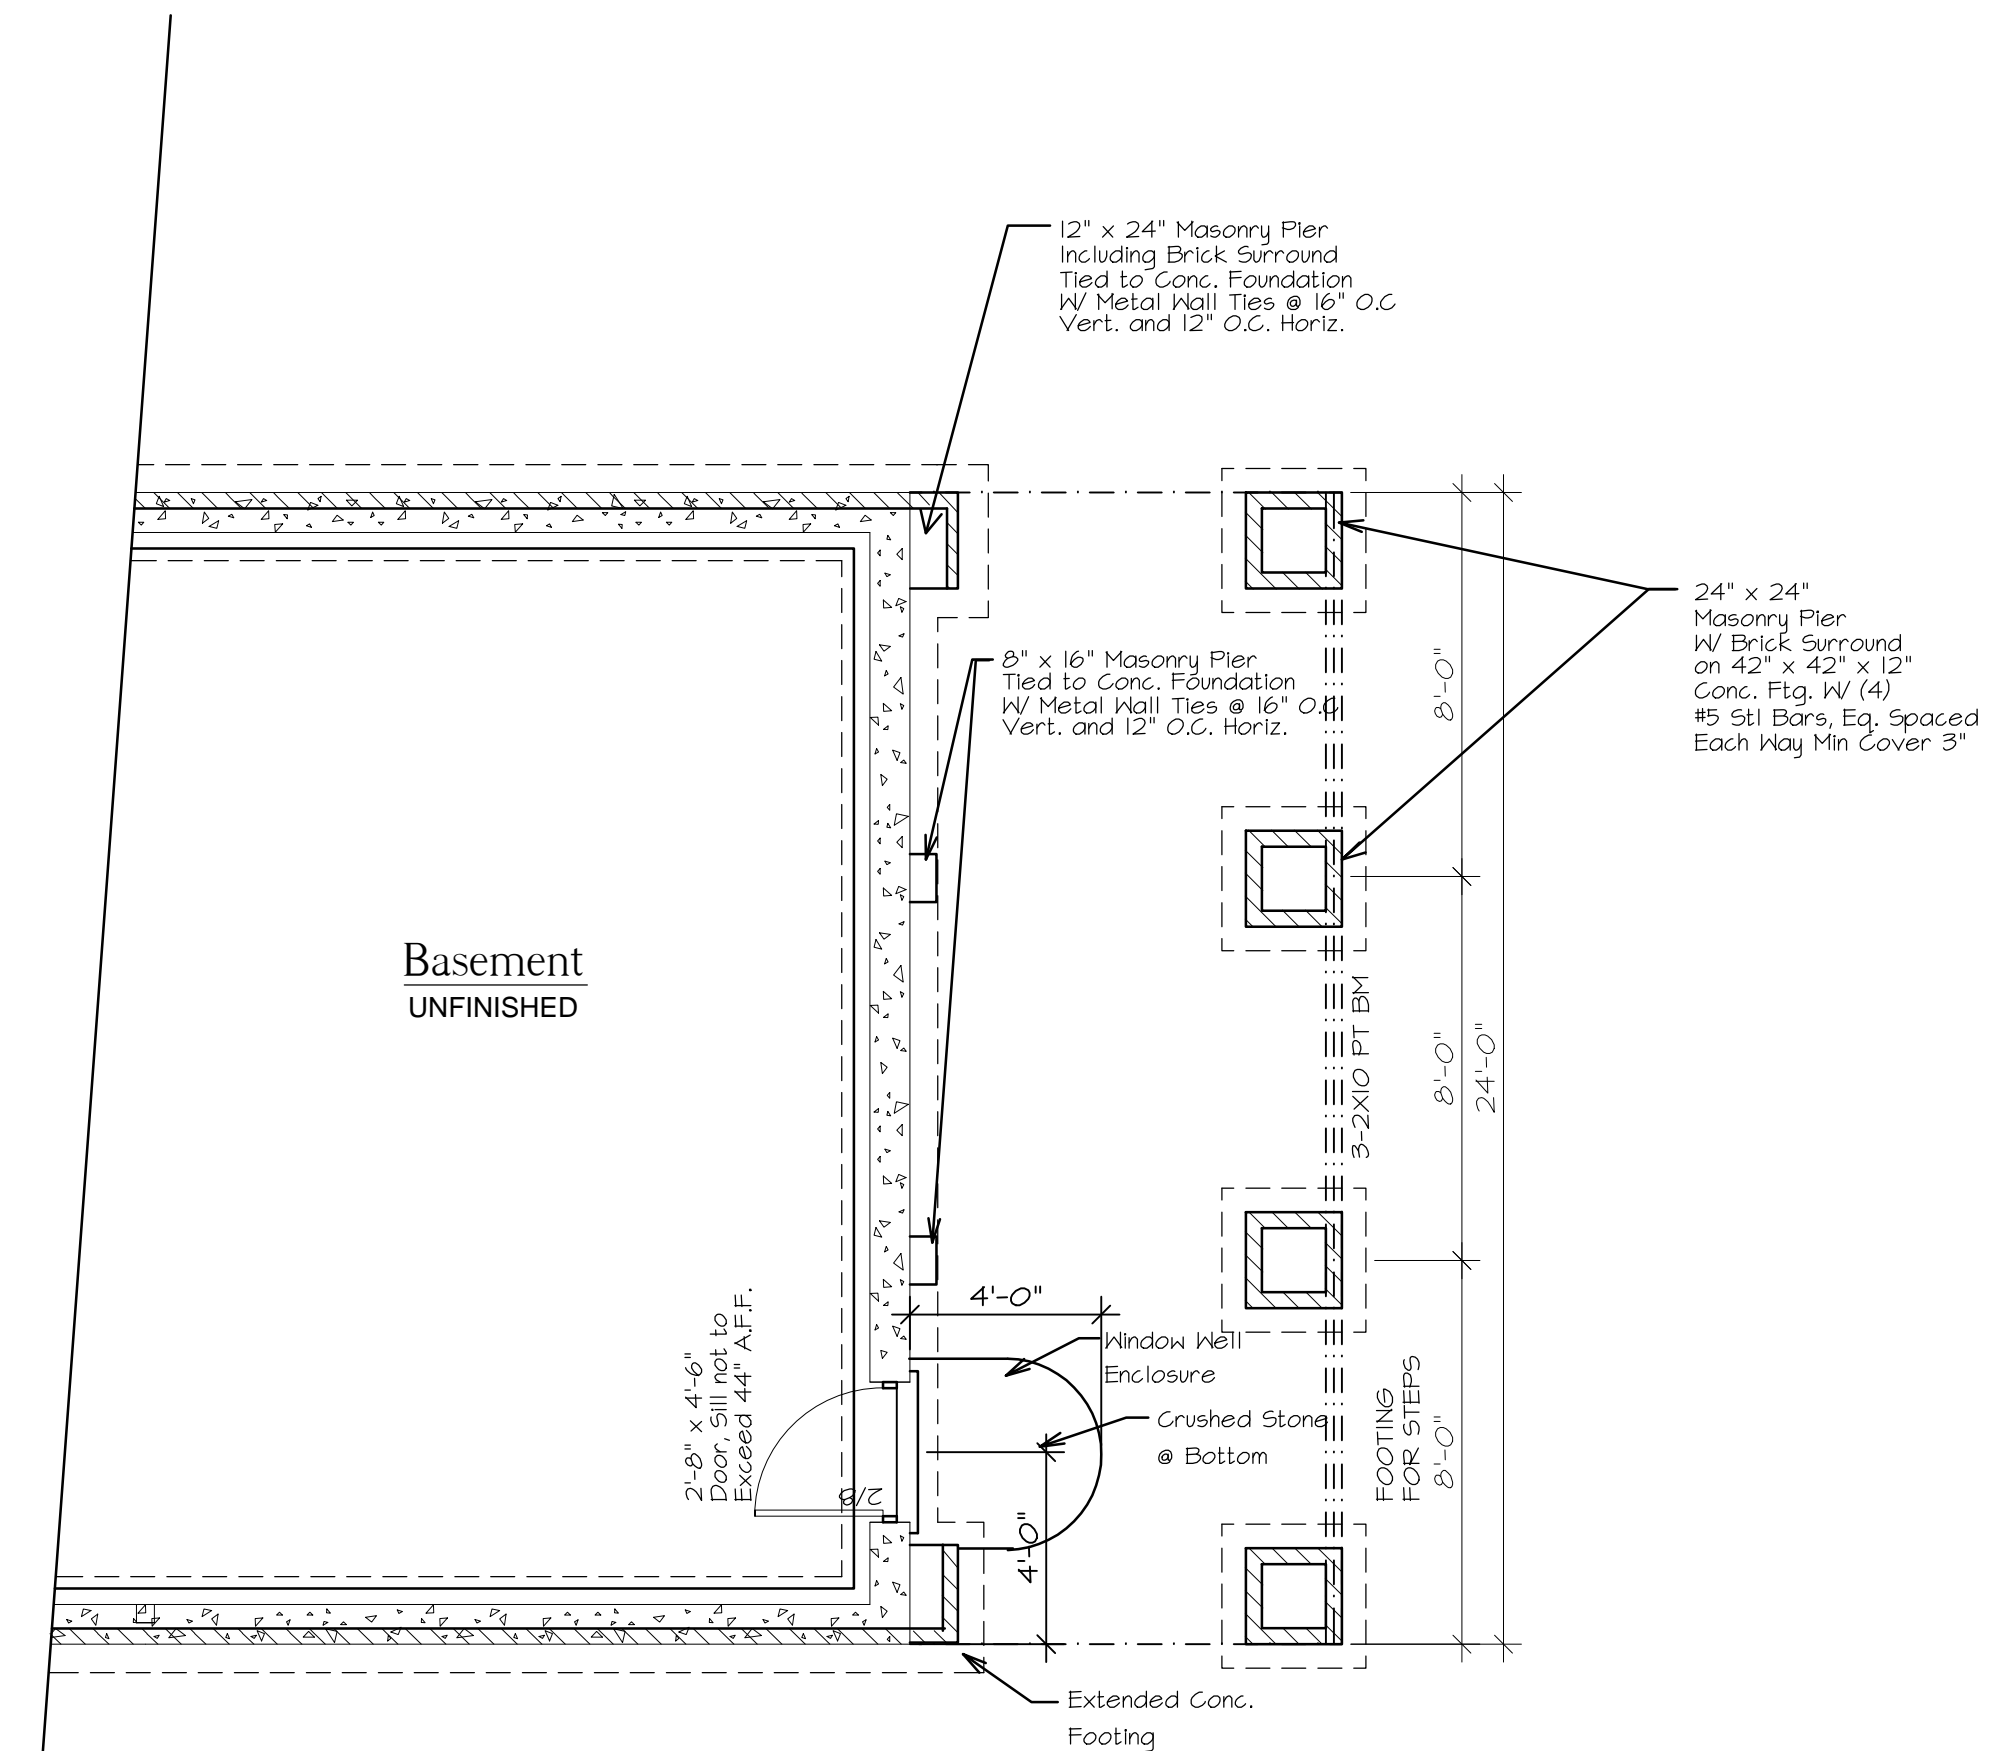 12" x 24" Masonry Pier
Including Brick Surround
Tied to Conc. Foundation
W/ Metal Wall Ties @ 16" O.C
Vert. and 12" O.C. Horiz.
24" x 24"
Masonry Pier
W/ Brick Surround
on 42" x 42" x 12"
Conc. Ftg. W/ (4)
#5 Stl Bars, Eq. Spaced
Each Way Min Cover 3"
8" x 16" Masonry Pier
Tied to Conc. Foundation
W/ Metal Wall Ties @ 16" O.C
Vert. and 12" O.C. Horiz.
8'-0"
Basement
UNFINISHED
3-2X10 PT BM
8'-0"
24'-0"
4'-0"
2'-8" x 4'-6"
Door, Sill not to
Exceed 44" A.F.F.
Window Well
Enclosure
Crushed Stone
@ Bottom
FOOTING
FOR STEPS
8'-0"
2/8
4'-0"
Extended Conc.
Footing